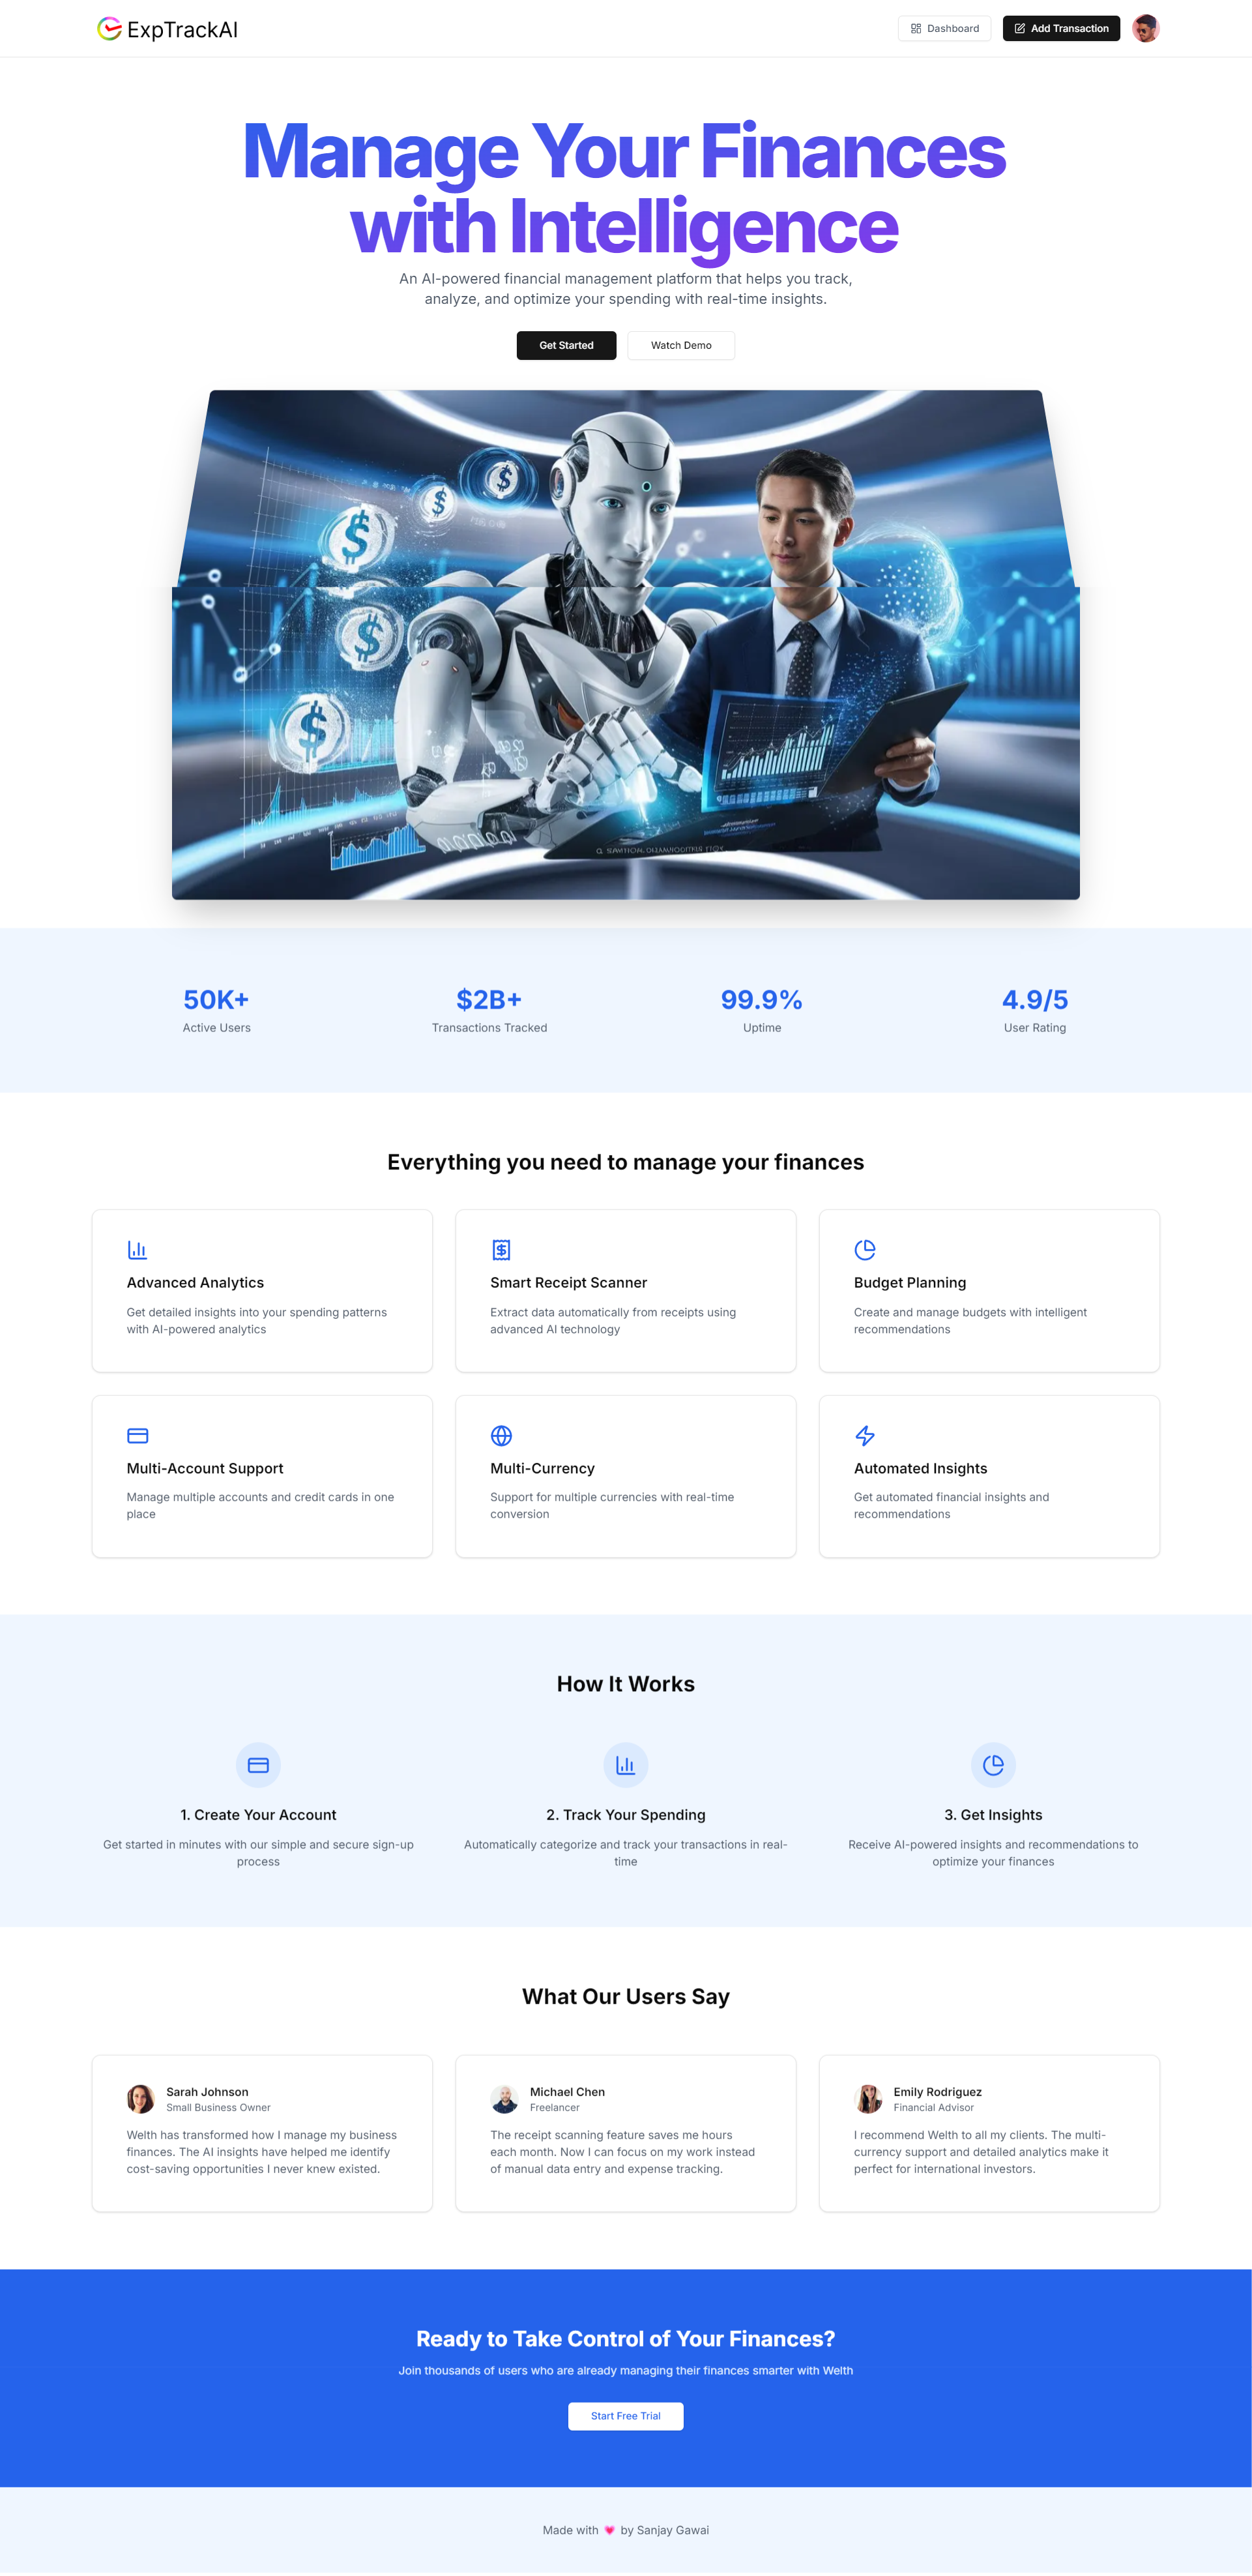 ExpTrackAI
Dashboard
Add Transaction
Manage Your Finances
with Intelligence
An AI-powered financial management platform that helps you track,
analyze, and optimize your spending with real-time insights.
Get Started
Watch Demo
50K+
Active Users
$2B+
Transactions Tracked
99.9%
Uptime
4.9/5
User Rating
Everything you need to manage your finances
Advanced Analytics
Get detailed insights into your spending patterns
with AI-powered analytics
Smart Receipt Scanner
Extract data automatically from receipts using
advanced AI technology
Budget Planning
Create and manage budgets with intelligent
recommendations
Multi-Account Support
Manage multiple accounts and credit cards in one
place
Multi-Currency
Support for multiple currencies with real-time
conversion
Automated Insights
Get automated financial insights and
recommendations
How It Works
1. Create Your Account
Get started in minutes with our simple and secure sign-up
process
2. Track Your Spending
Automatically categorize and track your transactions in real-
time
3. Get Insights
Receive AI-powered insights and recommendations to
optimize your finances
What Our Users Say
Sarah Johnson
Small Business Owner
Welth has transformed how I manage my business
finances. The AI insights have helped me identify
cost-saving opportunities I never knew existed.
Michael Chen
Freelancer
The receipt scanning feature saves me hours
each month. Now I can focus on my work instead
of manual data entry and expense tracking.
Emily Rodriguez
Financial Advisor
I recommend Welth to all my clients. The multi-
currency support and detailed analytics make it
perfect for international investors.
Ready to Take Control of Your Finances?
Join thousands of users who are already managing their finances smarter with Welth
Start Free Trial
Made with 💗 by Sanjay Gawai